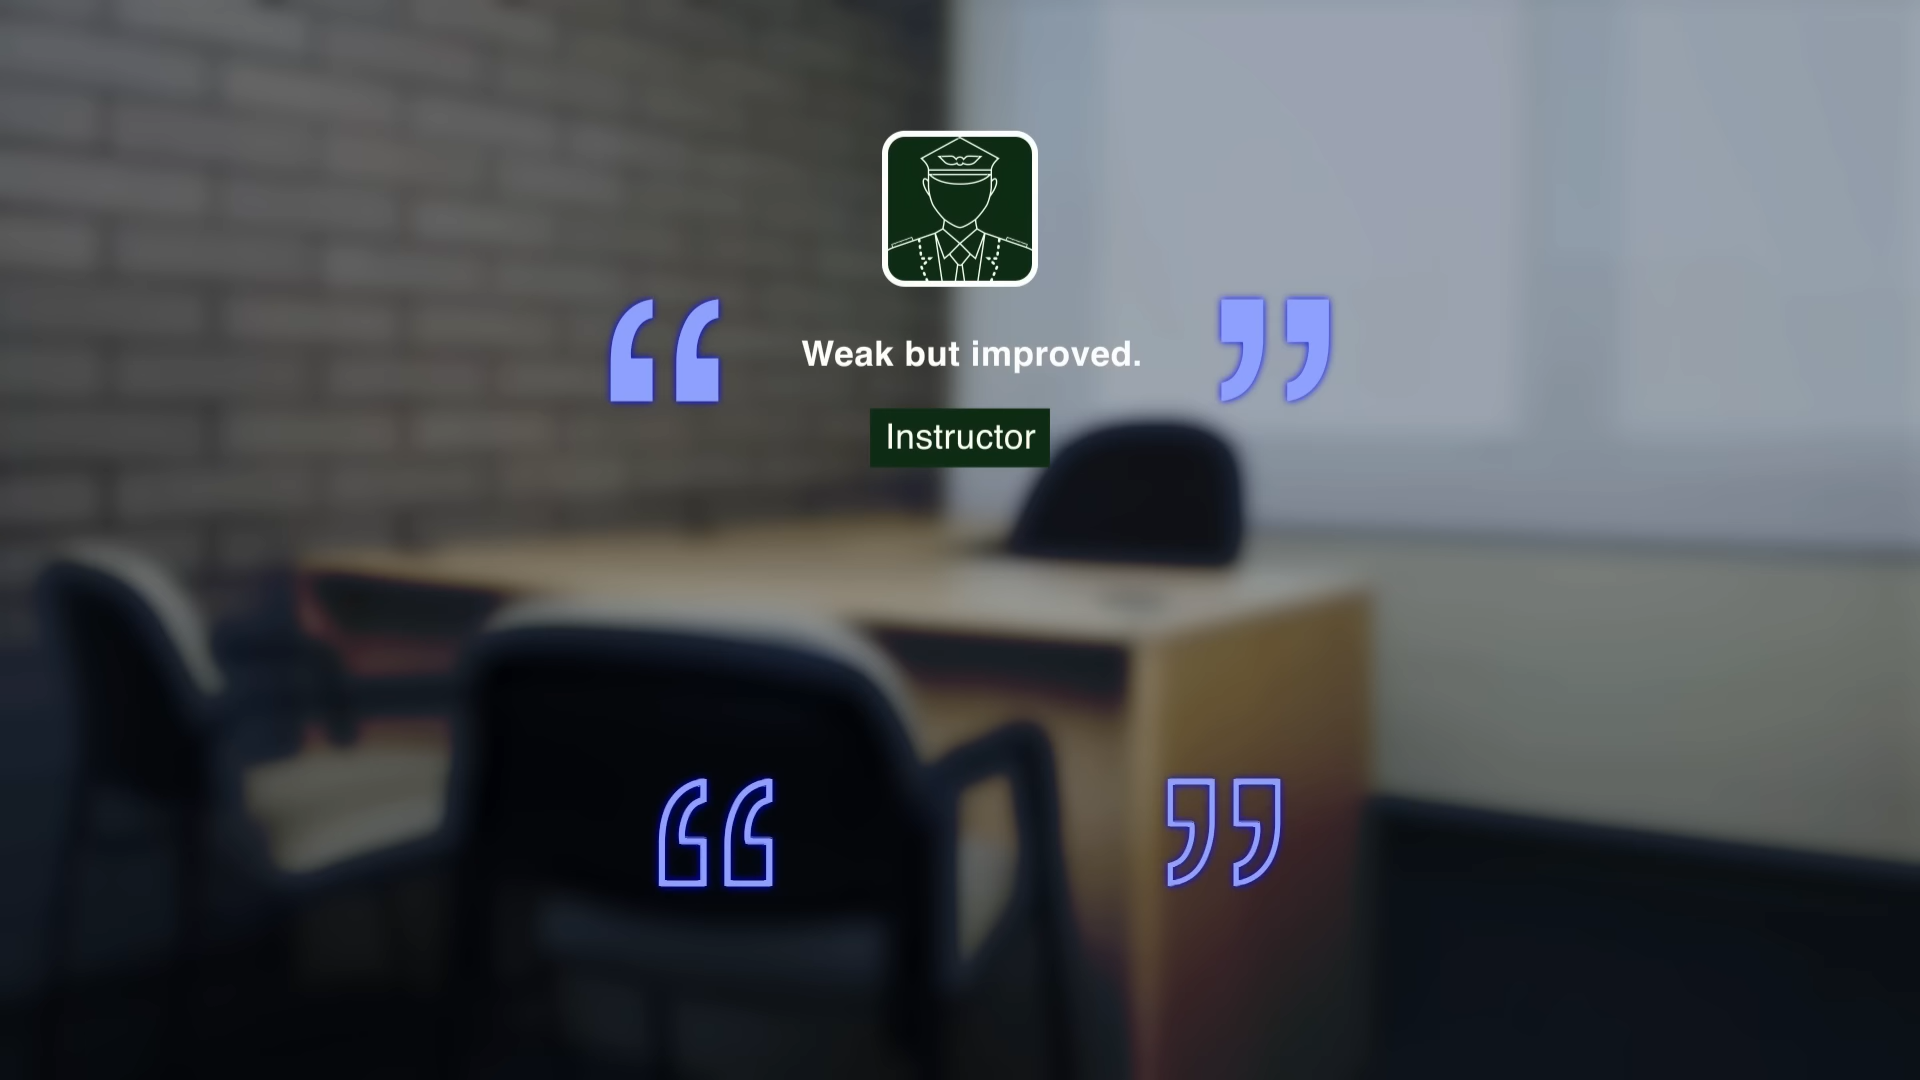 “ Weak but improved. ”
Instructor
“ ”